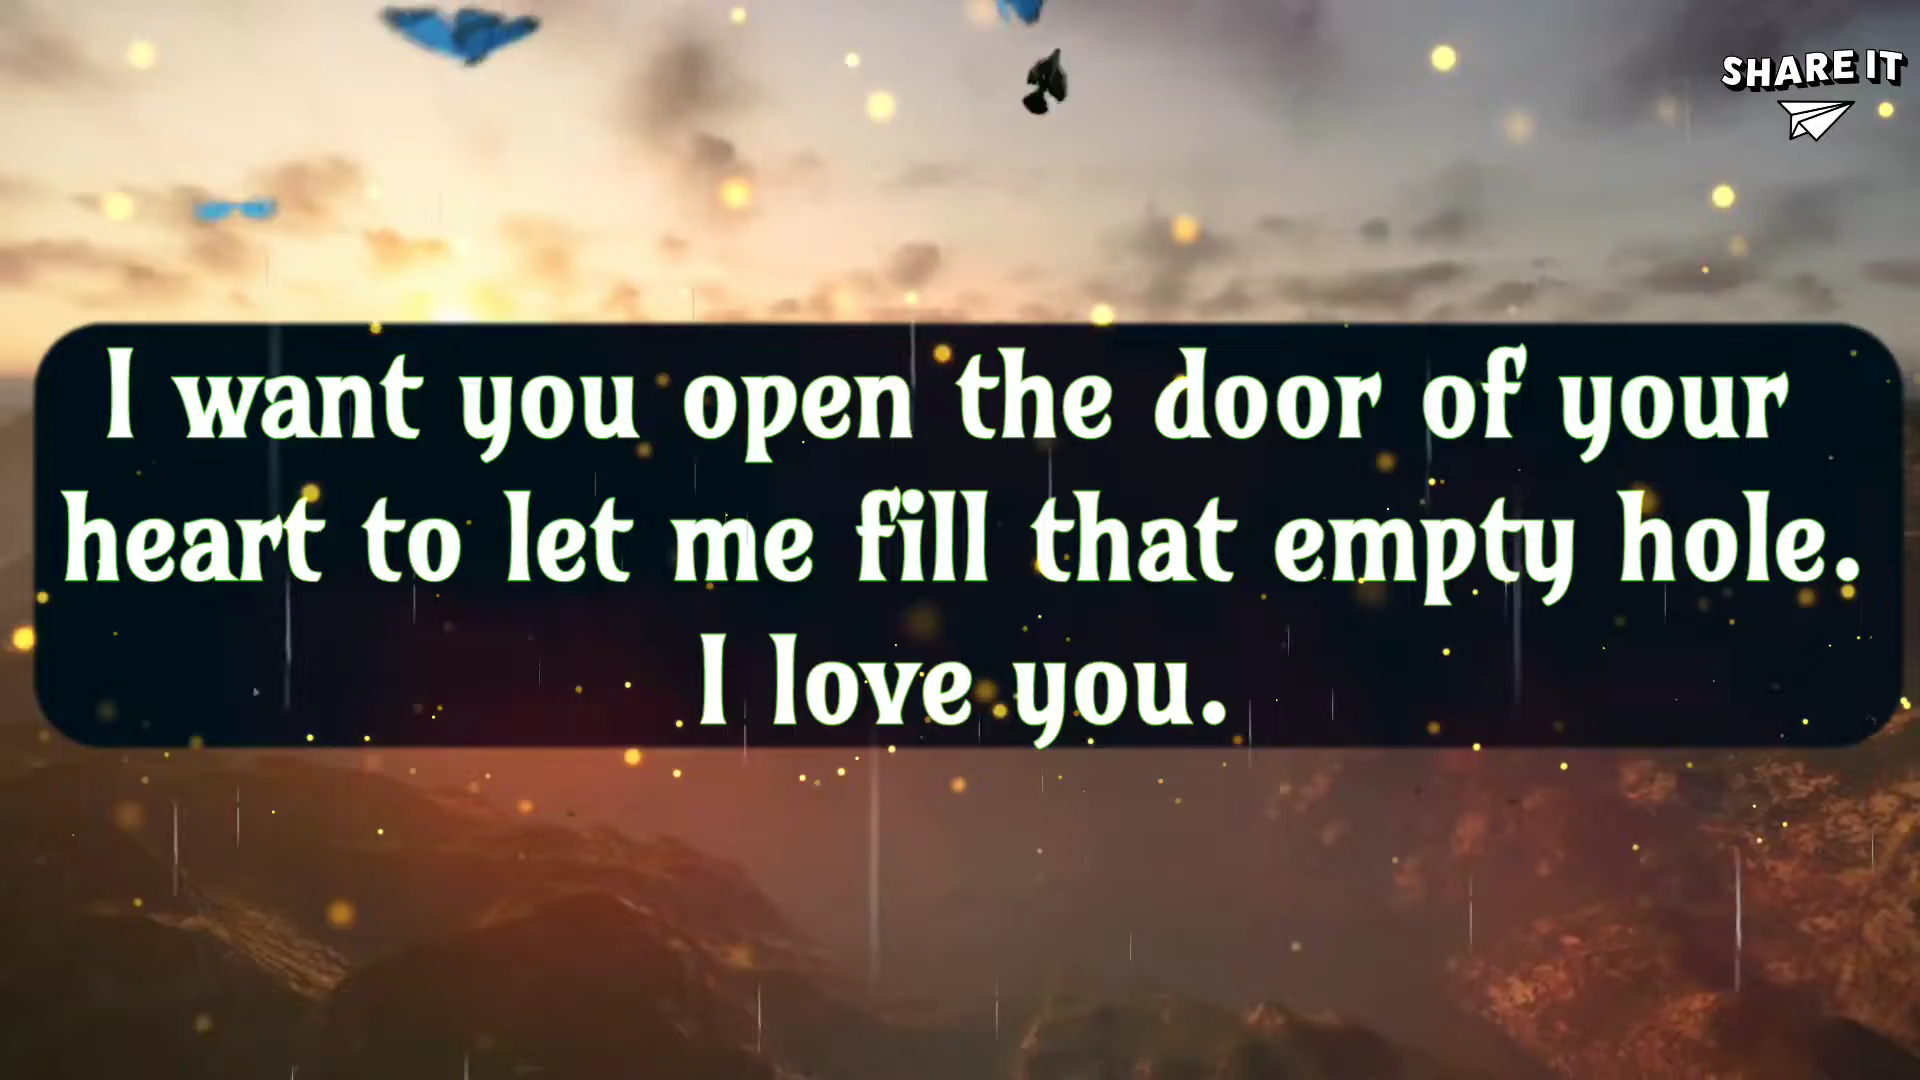 SHARE IT
I want you open the door of your
heart to let me fill that empty hole.
I love you.